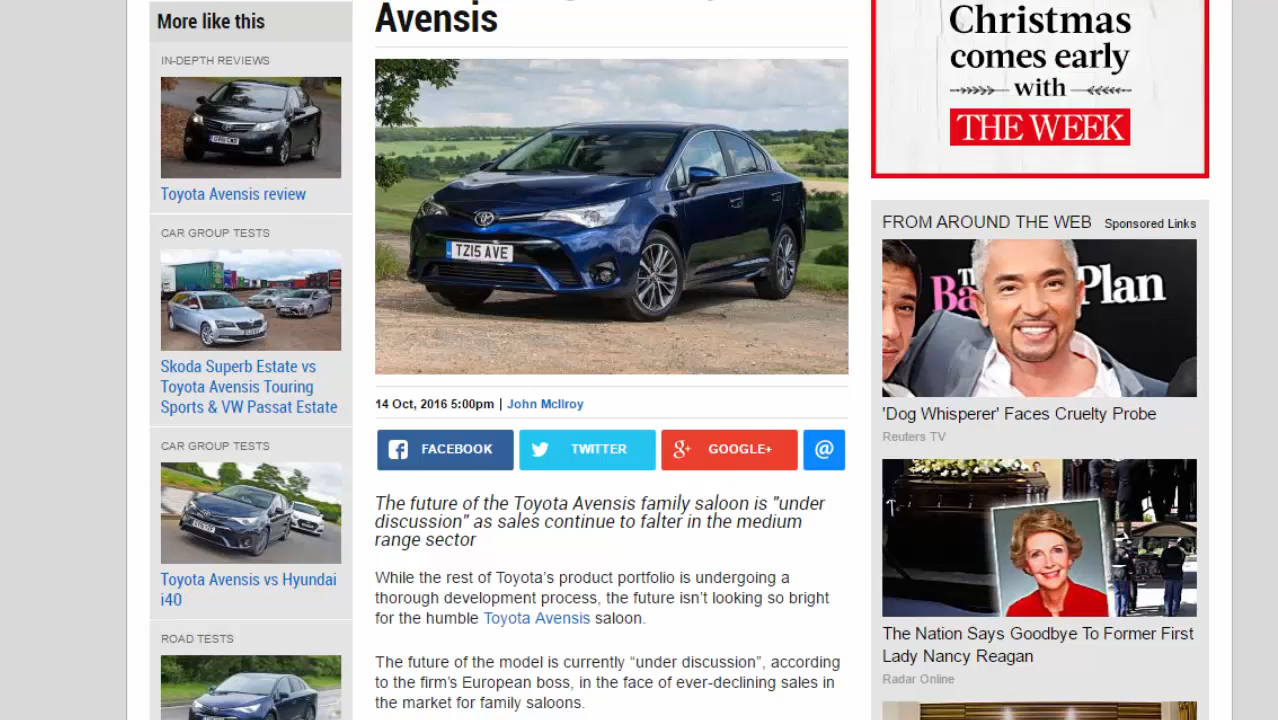 More like this
IN-DEPTH REVIEWS
Toyota Avensis review
CAR GROUP TESTS
Skoda Superb Estate vs
Toyota Avensis Touring
Sports & VW Passat Estate
CAR GROUP TESTS
Toyota Avensis vs Hyundai
i40
ROAD TESTS
Avensis
TZ15 AVE
14 Oct, 2016 5:00pm | John McIlroy
FACEBOOK
TWITTER
GOOGLE+
@
The future of the Toyota Avensis family saloon is "under
discussion" as sales continue to falter in the medium
range sector
While the rest of Toyota’s product portfolio is undergoing a
thorough development process, the future isn’t looking so bright
for the humble Toyota Avensis saloon.
The future of the model is currently “under discussion”, according
to the firm’s European boss, in the face of ever-declining sales in
the market for family saloons.
Christmas
comes early
with
THE WEEK
FROM AROUND THE WEB Sponsored Links
Plan
'Dog Whisperer' Faces Cruelty Probe
Reuters TV
The Nation Says Goodbye To Former First
Lady Nancy Reagan
Radar Online